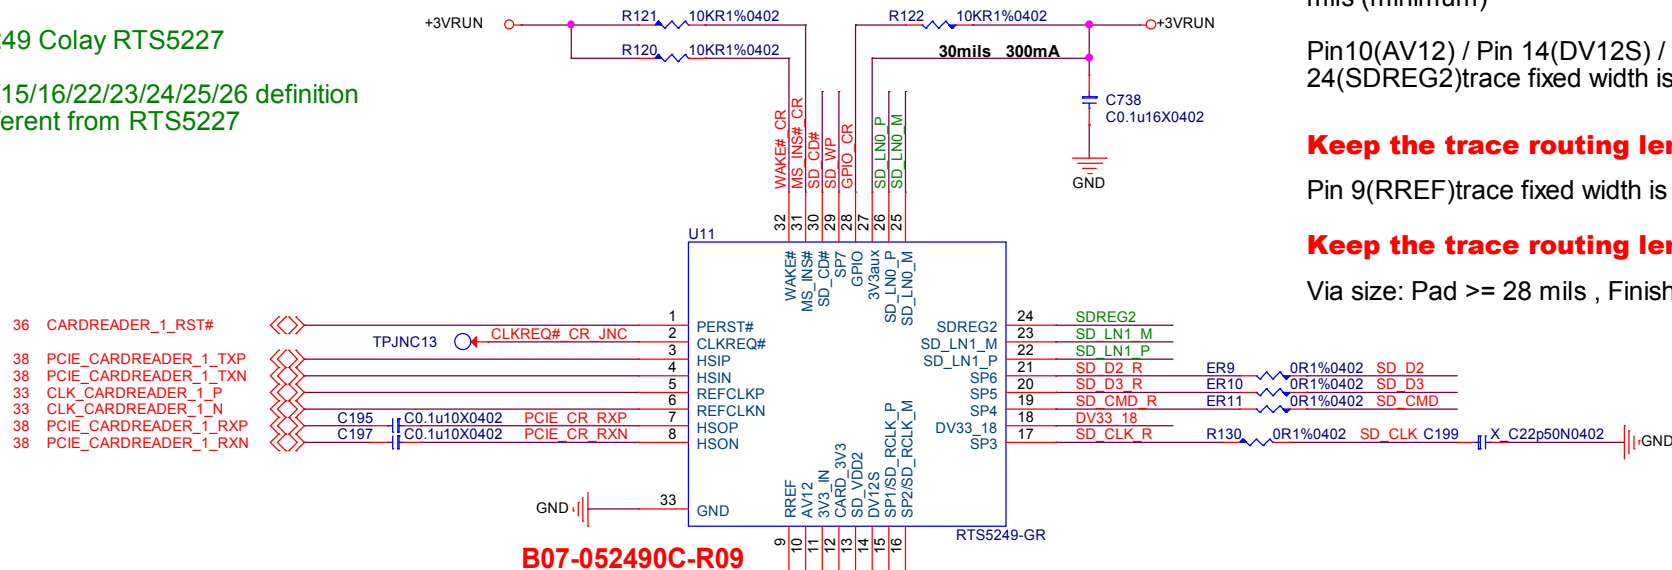 mils (minimum)
249 Colay RTS5227
/15/16/22/23/24/25/26 definition
erent from RTS5227
+3VRUN
R121 10KR1%0402
R120 10KR1%0402
R122 10KR1%0402
+3VRUN
30mils 300mA
C738
C0.1u16X0402
GND
Pin10(AV12) / Pin 14(DV12S) /
24(SDREG2)trace fixed width is
Keep the trace routing len
Pin 9(RREF)trace fixed width is
Keep the trace routing len
Via size: Pad >= 28 mils , Finish
WAKE#_CR
MS_INS#_CR
SD_CD#
SD_WP
GPIO_CR
SD_LN0_P
SD_LN0_M
32 31 30 29 28 27 26 25
U11
WAKE#
MS_INS#
SD_CD#
SP7
GPIO
3V3aux
SD_LN0_P
SD_LN0_M
36 CARDREADER_1_RST# 1 PERST#
TPJNC13 CLKREQ#_CR_JNC 2 CLKREQ#
38 PCIE_CARDREADER_1_TXP 3 HSIP
38 PCIE_CARDREADER_1_TXN 4 HSIN
33 CLK_CARDREADER_1_P 5 REFCLKP
33 CLK_CARDREADER_1_N 6 REFCLKN
38 PCIE_CARDREADER_1_RXP C195 C0.1u10X0402 PCIE_CR_RXP 7 HSOP
38 PCIE_CARDREADER_1_RXN C197 C0.1u10X0402 PCIE_CR_RXN 8 HSON
SDREG2 24 SDREG2
SD_LN1_M 23 SD_LN1_M
SD_LN1_P 22 SD_LN1_P
SP6 21 SD_D2_R ER9 0R1%0402 SD_D2
SP5 20 SD_D3_R ER10 0R1%0402 SD_D3
SP4 19 SD_CMD_R ER11 0R1%0402 SD_CMD
DV33_18 18 DV33_18
SP3 17 SD_CLK_R R130 0R1%0402 SD_CLK C199 X_C22p50N0402 GND
GND 33 GND
RREF
AV12
3V3_IN
CARD_3V3
SD_VDD2
DV12S
SP1/SD_RCLK_P
SP2/SD_RCLK_M
9 10 11 12 13 14 15 16
RTS5249-GR
B07-052490C-R09